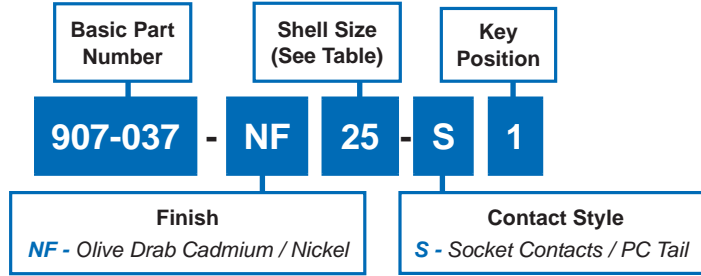 Basic Part
Number
Shell Size
(See Table)
Key
Position
907-037 - NF 25 - S 1
Finish
NF - Olive Drab Cadmium / Nickel
Contact Style
S - Socket Contacts / PC Tail